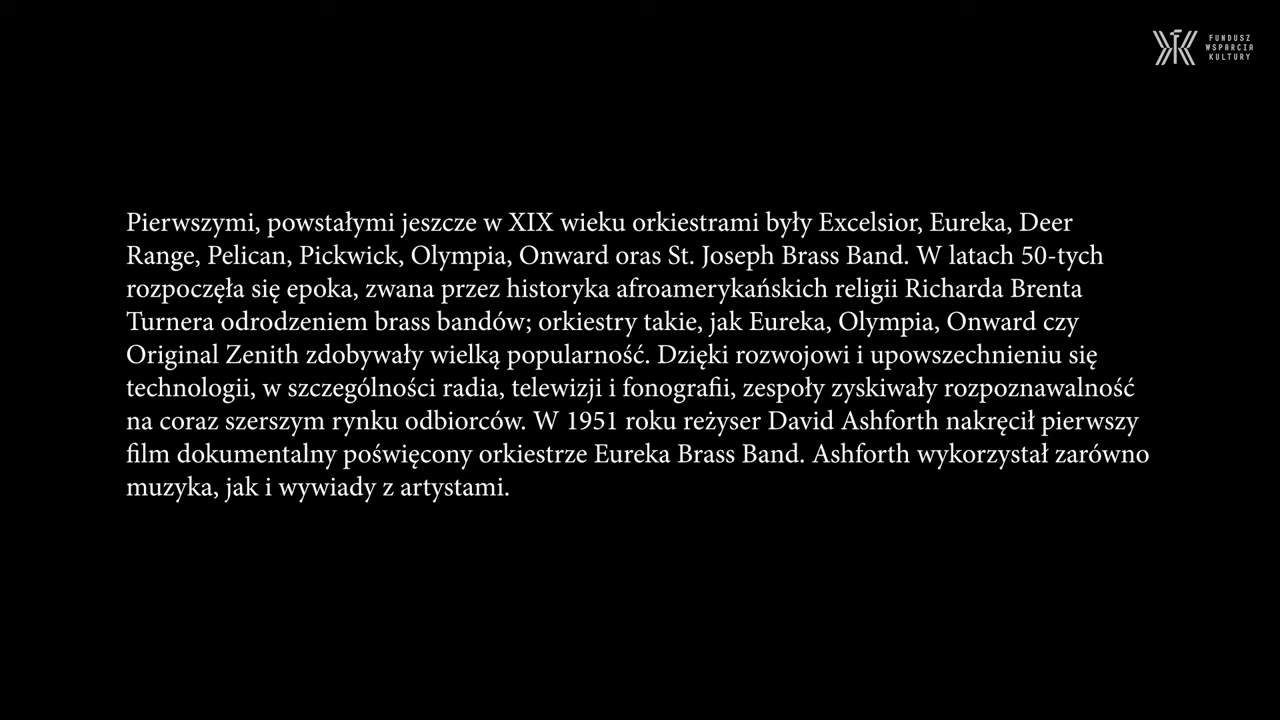 FUNDUSZ
WSPARCIA
KULTURY
Pierwszymi, powstałymi jeszcze w XIX wieku orkiestrami były Excelsior, Eureka, Deer
Range, Pelican, Pickwick, Olympia, Onward oras St. Joseph Brass Band. W latach 50-tych
rozpoczęła się epoka, zwana przez historyka afroamerykańskich religii Richarda Brenta
Turnera odrodzeniem brass bandów; orkiestry takie, jak Eureka, Olympia, Onward czy
Original Zenith zdobywały wielką popularność. Dzięki rozwojowi i upowszechnieniu się
technologii, w szczególności radia, telewizji i fonografii, zespoły zyskiwały rozpoznawalność
na coraz szerszym rynku odbiorców. W 1951 roku reżyser David Ashforth nakręcił pierwszy
film dokumentalny poświęcony orkiestrze Eureka Brass Band. Ashforth wykorzystał zarówno
muzyka, jak i wywiady z artystami.